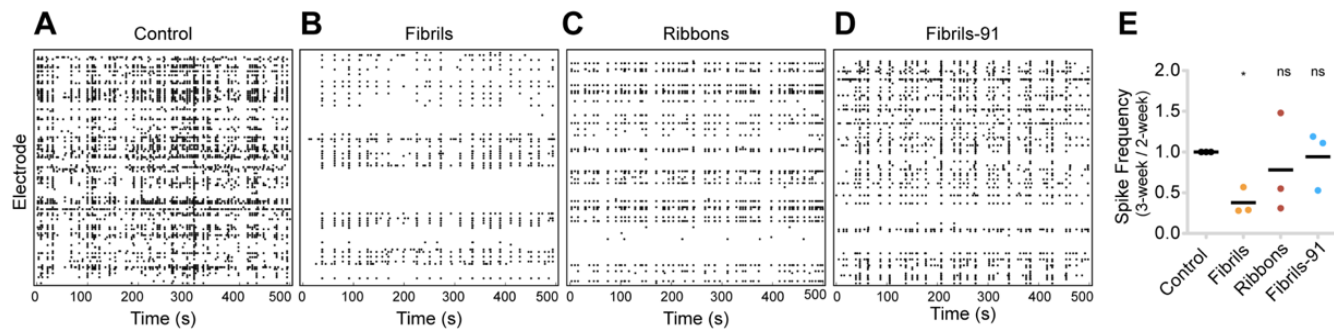 A
Control
Electrode
0 100 200 300 400 500
Time (s)
B
Fibrils
0 100 200 300 400 500
Time (s)
C
Ribbons
0 100 200 300 400 500
Time (s)
D
Fibrils-91
0 100 200 300 400 500
Time (s)
E
Spike Frequency
(3-week / 2-week)
2.0
1.5
1.0
0.5
0.0
* ns ns
Control
Fibrils
Ribbons
Fibrils-91